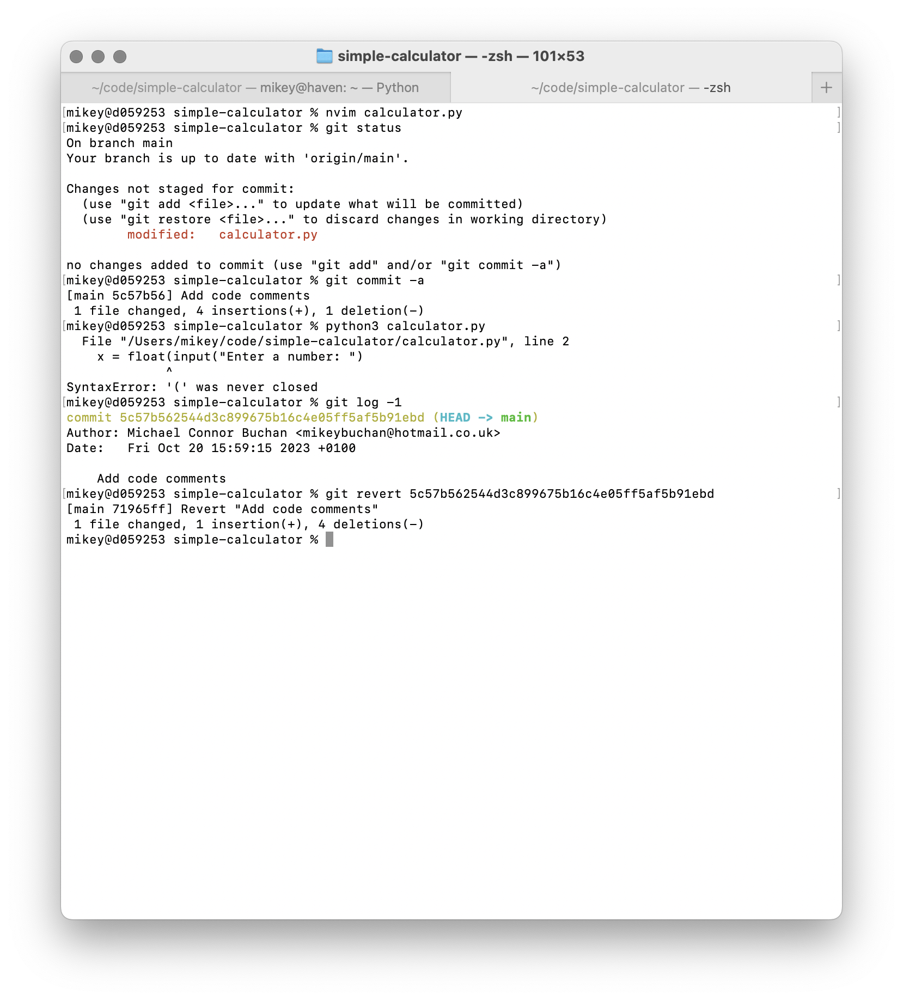 simple-calculator — -zsh — 101×53
~/code/simple-calculator — mikey@haven: ~ — Python
~/code/simple-calculator — -zsh
+
[mikey@d059253 simple-calculator % nvim calculator.py ]
[mikey@d059253 simple-calculator % git status ]
On branch main
Your branch is up to date with 'origin/main'.

Changes not staged for commit:
  (use "git add <file>..." to update what will be committed)
  (use "git restore <file>..." to discard changes in working directory)
        modified:   calculator.py

no changes added to commit (use "git add" and/or "git commit -a")
[mikey@d059253 simple-calculator % git commit -a ]
[main 5c57b56] Add code comments
 1 file changed, 4 insertions(+), 1 deletion(-)
[mikey@d059253 simple-calculator % python3 calculator.py ]
  File "/Users/mikey/code/simple-calculator/calculator.py", line 2
    x = float(input("Enter a number: ")
             ^
SyntaxError: '(' was never closed
[mikey@d059253 simple-calculator % git log -1 ]
commit 5c57b562544d3c899675b16c4e05ff5af5b91ebd (HEAD -> main)
Author: Michael Connor Buchan <mikeybuchan@hotmail.co.uk>
Date:   Fri Oct 20 15:59:15 2023 +0100

    Add code comments
[mikey@d059253 simple-calculator % git revert 5c57b562544d3c899675b16c4e05ff5af5b91ebd ]
[main 71965ff] Revert "Add code comments"
 1 file changed, 1 insertion(+), 4 deletions(-)
mikey@d059253 simple-calculator %